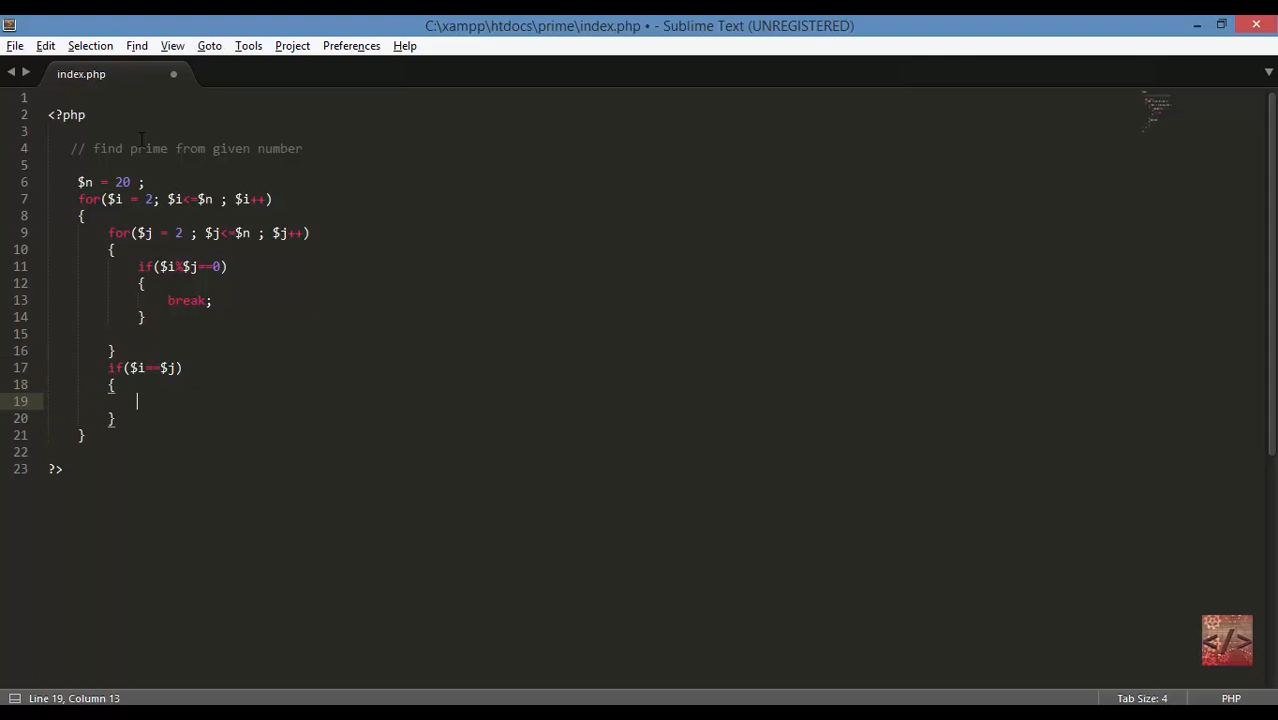 C:\xampp\htdocs\prime\index.php • - Sublime Text (UNREGISTERED)
File Edit Selection Find View Goto Tools Project Preferences Help
index.php
1
2 <?php
3
4 // find prime from given number
5
6 $n = 20 ;
7 for($i = 2; $i<=$n ; $i++)
8 {
9 for($j = 2 ; $j<=$n ; $j++)
10 {
11 if($i%$j==0)
12 {
13 break;
14 }
15
16 }
17 if($i==$j)
18 {
19
20 }
21 }
22
23 ?>
</>
Line 19, Column 13 Tab Size: 4 PHP